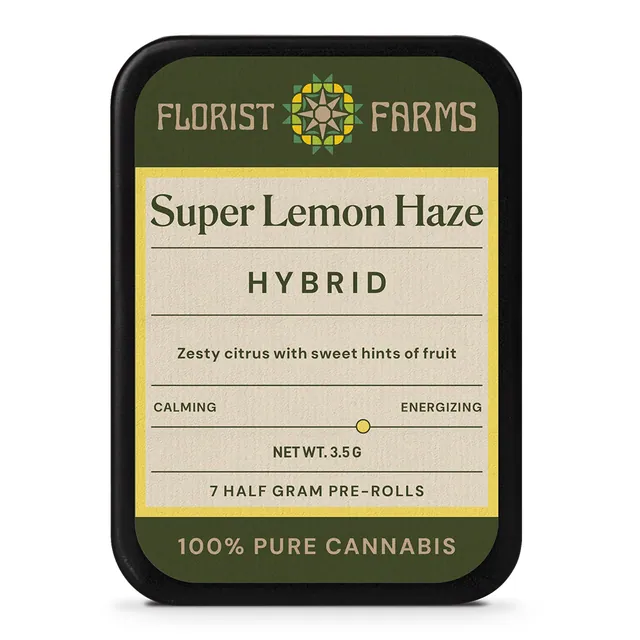 FLORIST FARMS
Super Lemon Haze
HYBRID
Zesty citrus with sweet hints of fruit
CALMING ENERGIZING
NET WT. 3.5 G
7 HALF GRAM PRE-ROLLS
100% PURE CANNABIS